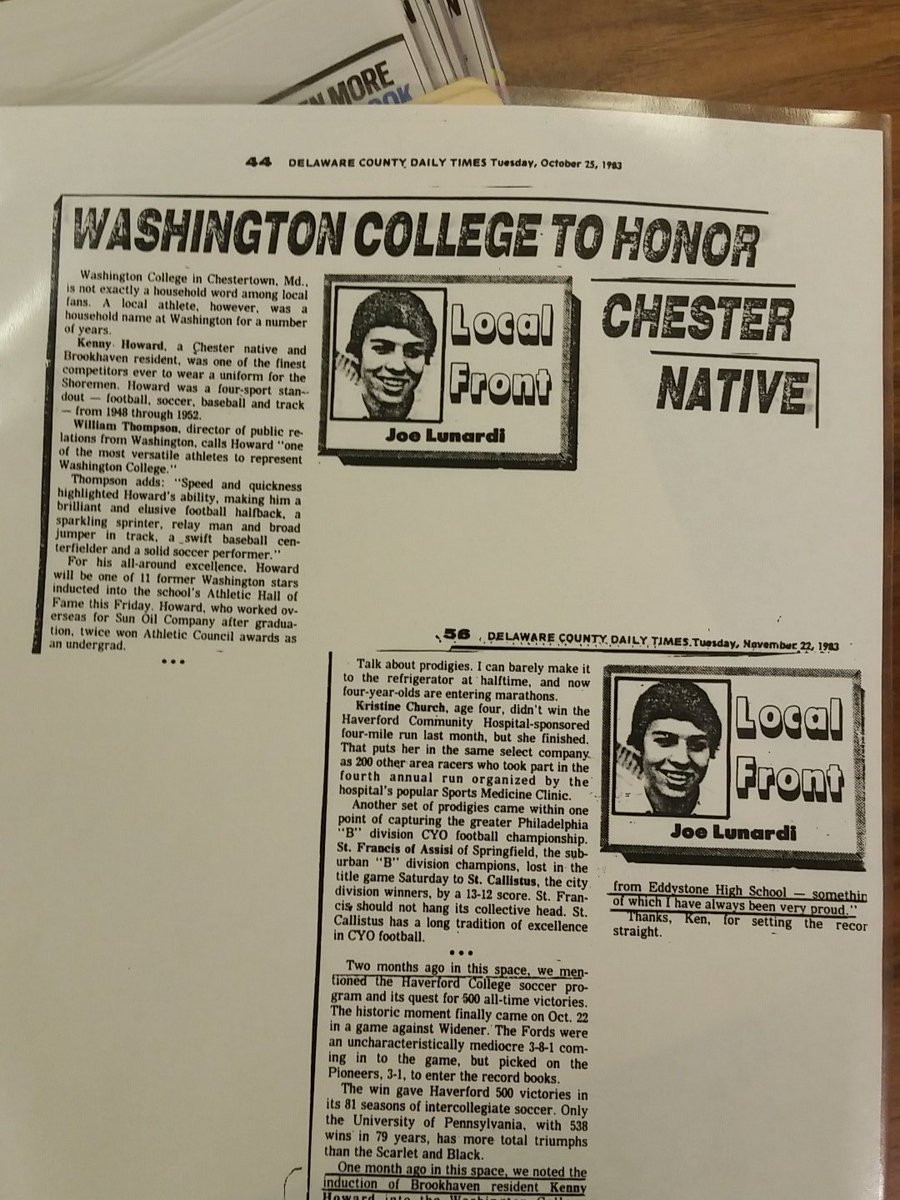 EN MORE
OOK
44 DELAWARE COUNTY DAILY TIMES Tuesday, October 25, 1983
WASHINGTON COLLEGE TO HONOR
CHESTER
NATIVE
Washington College in Chestertown, Md.,
is not exactly a household word among local
fans. A local athlete, however, was a
household name at Washington for a number
of years.
Kenny Howard, a Chester native and
Brookhaven resident, was one of the finest
competitors ever to wear a uniform for the
Shoremen. Howard was a four-sport stan-
dout — football, soccer, baseball and track
— from 1948 through 1952.
William Thompson, director of public re-
lations from Washington, calls Howard "one
of the most versatile athletes to represent
Washington College."
Thompson adds: "Speed and quickness
highlighted Howard's ability, making him a
brilliant and elusive football halfback, a
sparkling sprinter, relay man and broad
jumper in track, a swift baseball cen-
terfielder and a solid soccer performer."
For his all-around excellence, Howard
will be one of 11 former Washington stars
inducted into the school's Athletic Hall of
Fame this Friday. Howard, who worked ov-
erseas for Sun Oil Company after gradua-
tion, twice won Athletic Council awards as
an undergrad.
•••
Local
Front
Joe Lunardi
56 DELAWARE COUNTY DAILY TIMES Tuesday, November 22, 1983
Talk about prodigies. I can barely make it
to the refrigerator at halftime, and now
four-year-olds are entering marathons.
Kristine Church, age four, didn't win the
Haverford Community Hospital-sponsored
four-mile run last month, but she finished.
That puts her in the same select company
as 200 other area racers who took part in the
fourth annual run organized by the
hospital's popular Sports Medicine Clinic.
Another set of prodigies came within one
point of capturing the greater Philadelphia
"B" division CYO football championship.
St. Francis of Assisi of Springfield, the sub-
urban "B" division champions, lost in the
title game Saturday to St. Callistus, the city
division winners, by a 13-12 score. St. Fran-
cis should not hang its collective head. St.
Callistus has a long tradition of excellence
in CYO football.
•••
Two months ago in this space, we men-
tioned the Haverford College soccer pro-
gram and its quest for 500 all-time victories.
The historic moment finally came on Oct. 22
in a game against Widener. The Fords were
an uncharacteristically mediocre 3-8-1 com-
ing in to the game, but picked on the
Pioneers, 3-1, to enter the record books.
The win gave Haverford 500 victories in
its 81 seasons of intercollegiate soccer. Only
the University of Pennsylvania, with 538
wins in 79 years, has more total triumphs
than the Scarlet and Black.
One month ago in this space, we noted the
induction of Brookhaven resident Kenny
Howard into the Washington
Local
Front
Joe Lunardi
from Eddystone High School — somethin
of which I have always been very proud."
Thanks, Ken, for setting the recor
straight.